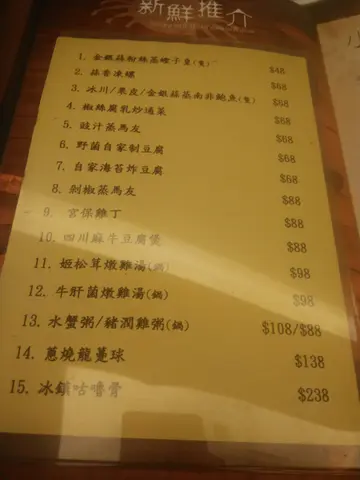 新鮮推介
1. 金銀蒜粉絲蒸蟶子皇(隻) $48
2. 蒜香凍螺 $68
3. 冰川/果皮/金銀蒜蒸南非鮑魚(隻) $68
4. 椒絲腐乳炒通菜 $68
5. 豉汁蒸馬友 $68
6. 野菌自家制豆腐 $68
7. 自家海苔炸豆腐 $68
8. 剁椒蒸馬友 $88
9. 宮保雞丁 $88
10. 四川麻牛豆腐煲 $88
11. 姬松茸燉雞湯(鍋) $98
12. 牛肝菌燉雞湯(鍋) $98
13. 水蟹粥/豬潤雞粥(鍋) $108/$88
14. 蔥燒龍躉球 $138
15. 冰鎮咕嚕骨 $238